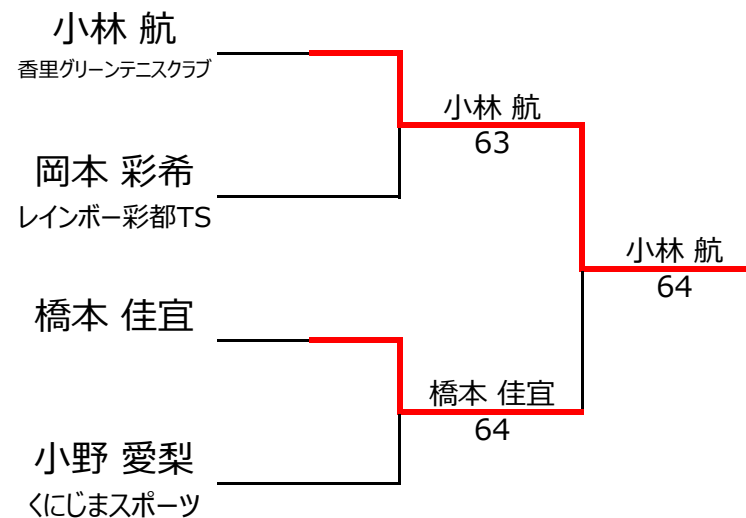 小林 航
香里グリーンテニスクラブ
岡本 彩希
レインボー彩都TS
橋本 佳宜
小野 愛梨
くにじまスポーツ
小林 航
63
橋本 佳宜
64
小林 航
64